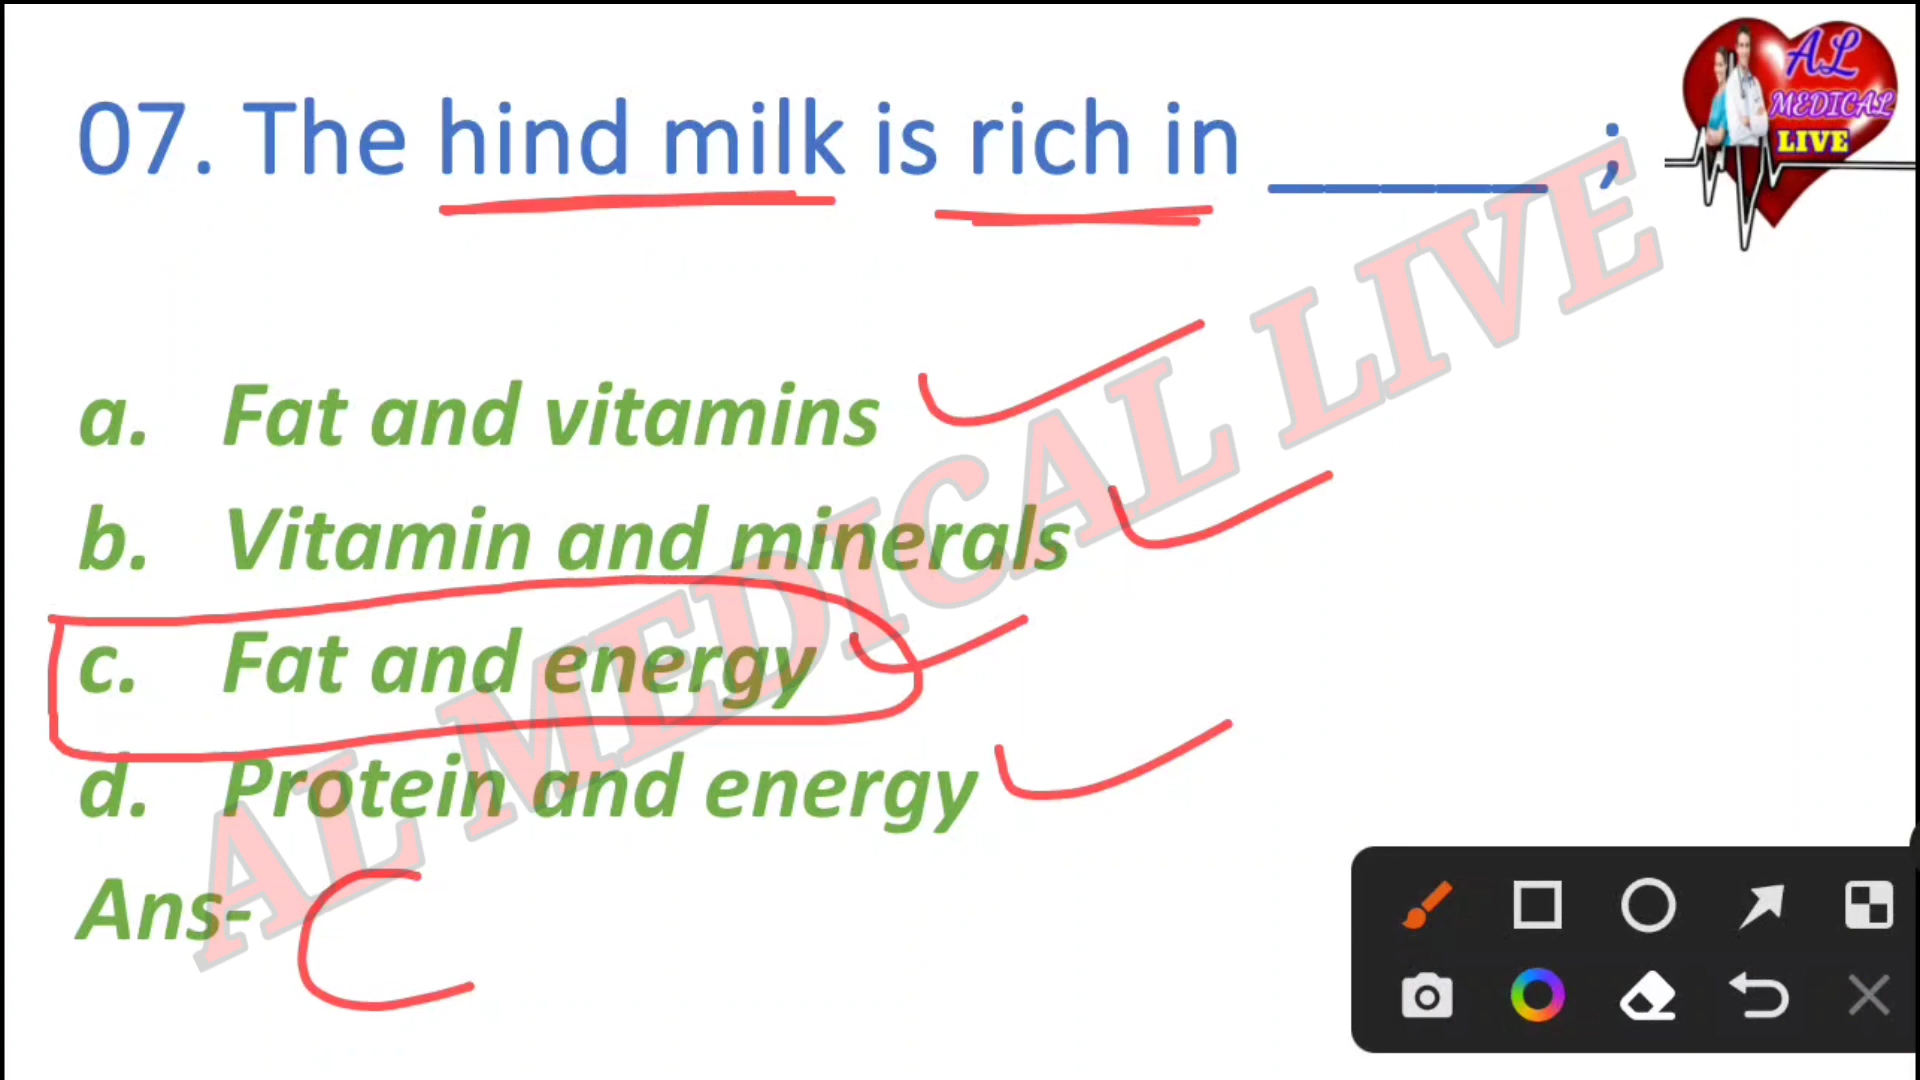 07. The hind milk is rich in _____ ;
a. Fat and vitamins
b. Vitamin and minerals
c. Fat and energy
d. Protein and energy
Ans- C
AL MEDICAL LIVE
AL
MEDICAL
LIVE